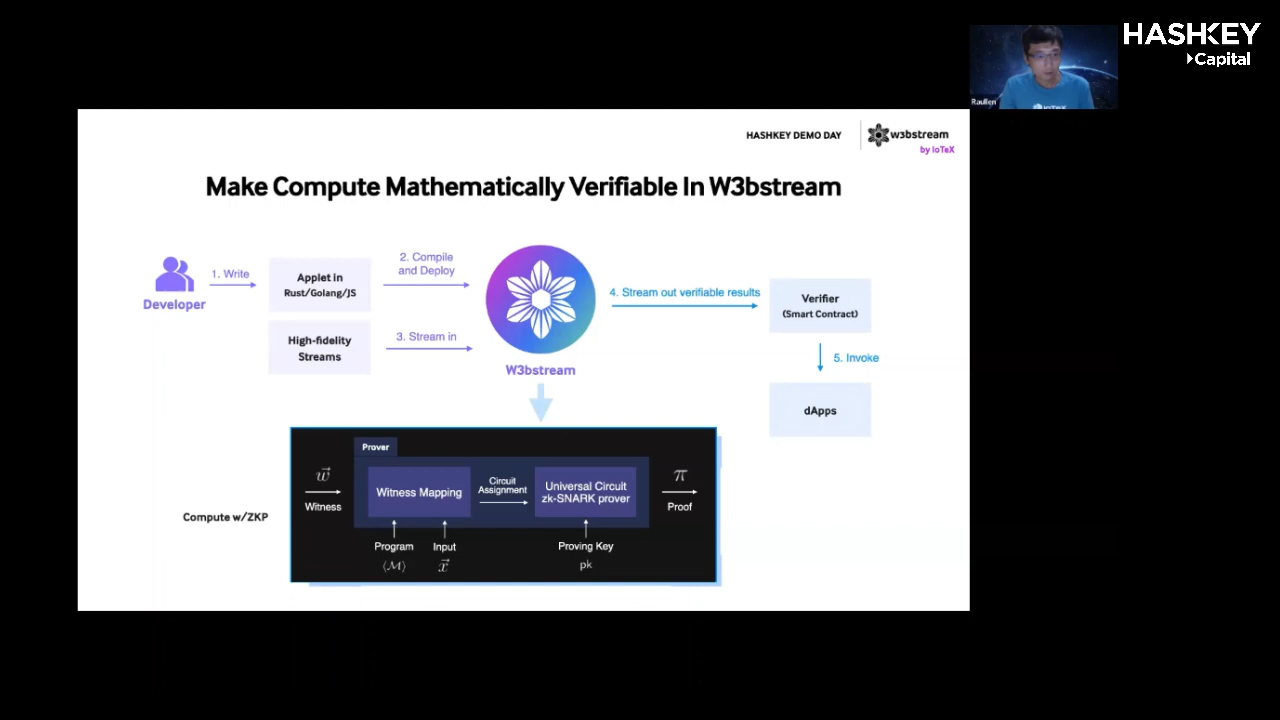 HASHKEY
Capital
Raullen
IoTeX
HASHKEY DEMO DAY
w3bstream
by IoTeX
Make Compute Mathematically Verifiable In W3bstream
Developer
1. Write
Applet in
Rust/Golang/JS
2. Compile
and Deploy
High-fidelity
Streams
3. Stream in
W3bstream
4. Stream out verifiable results
Verifier
(Smart Contract)
5. Invoke
dApps
Compute w/ZKP
Prover
w⃗
Witness
Witness Mapping
Circuit
Assignment
Universal Circuit
zk-SNARK prover
π
Proof
Program
⟨M⟩
Input
x⃗
Proving Key
pk